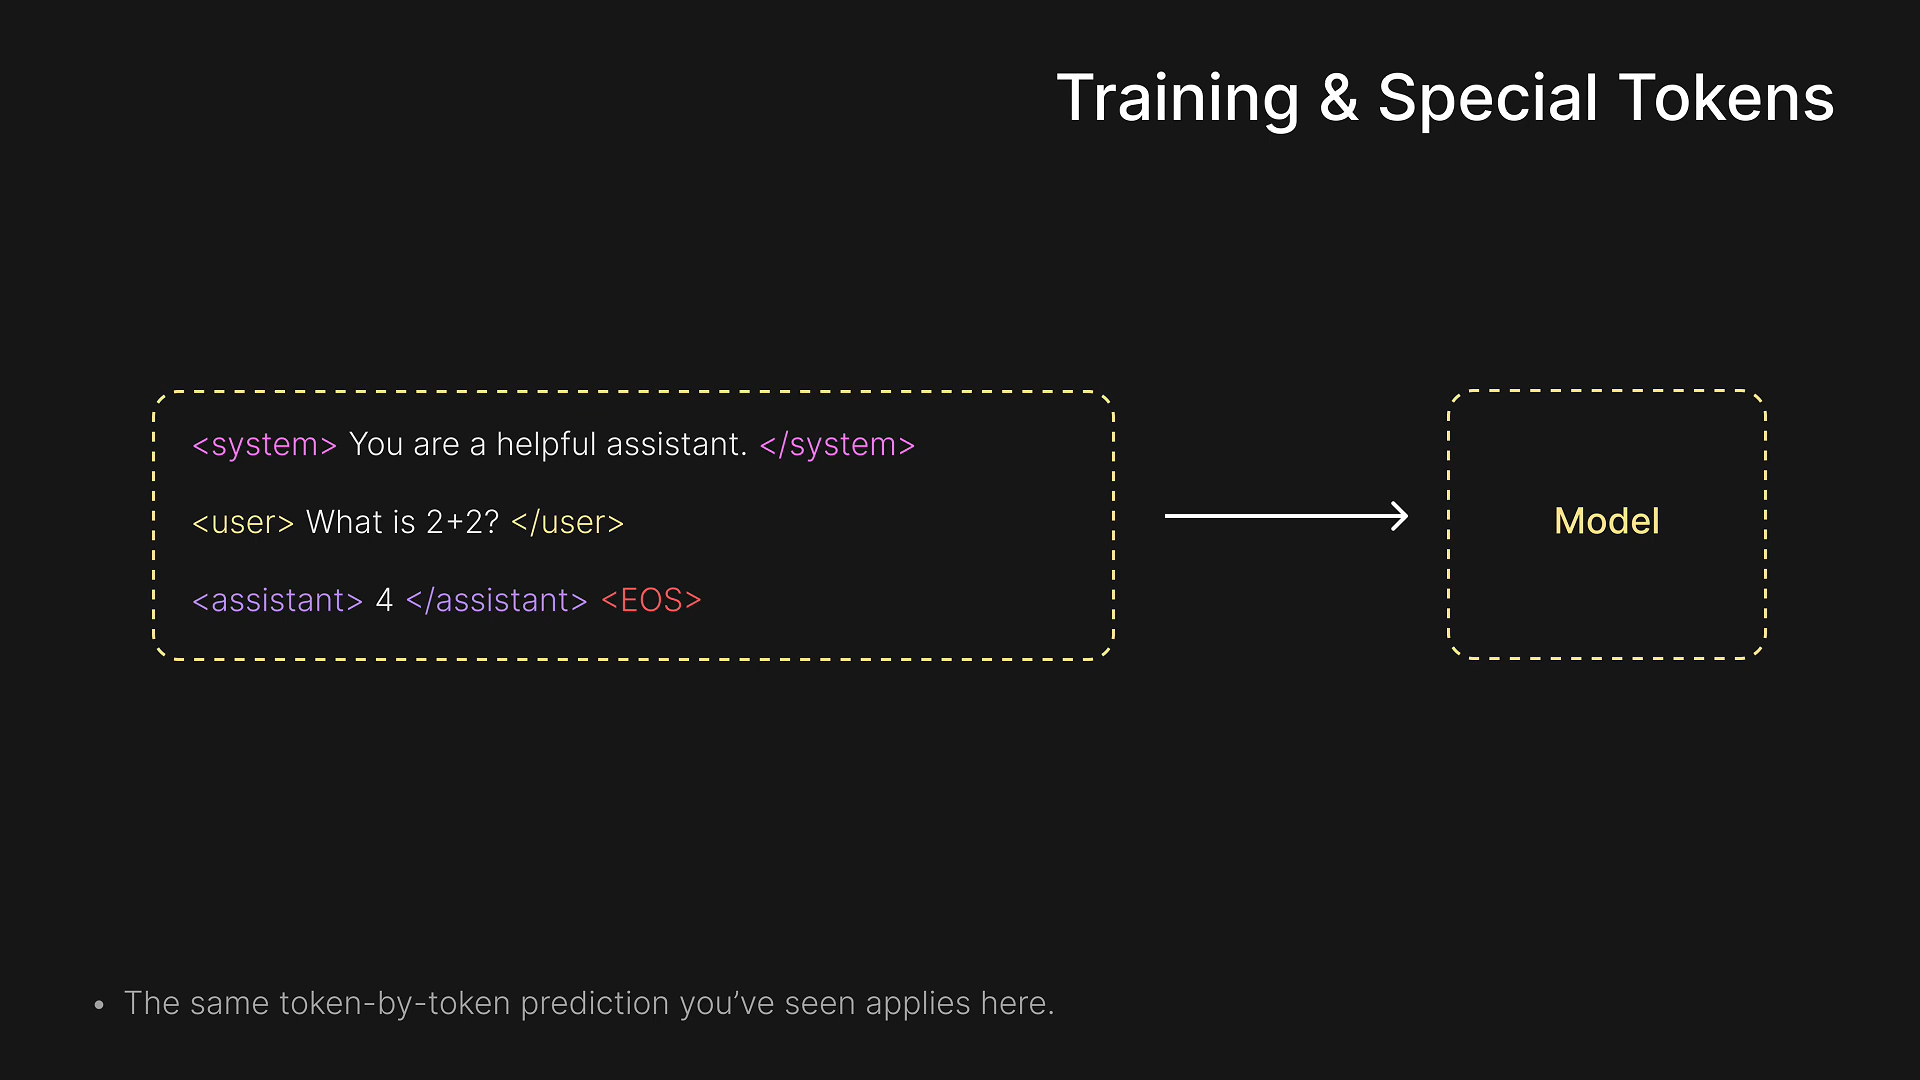 Training & Special Tokens
<system> You are a helpful assistant. </system>
<user> What is 2+2? </user>
<assistant> 4 </assistant> <EOS>
Model
• The same token-by-token prediction you’ve seen applies here.